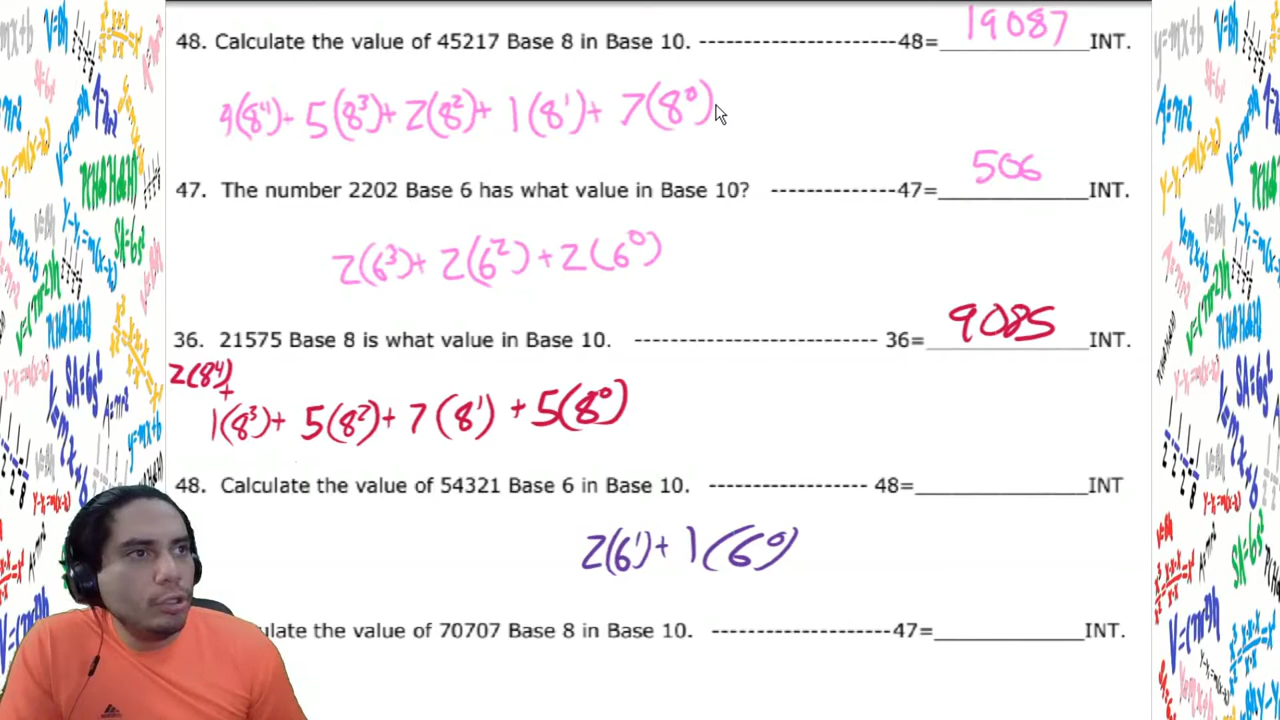 48. Calculate the value of 45217 Base 8 in Base 10. ----------------------48= 19087 INT.
4(8⁴)+ 5(8³)+ 2(8²)+ 1(8¹)+ 7(8⁰)
47. The number 2202 Base 6 has what value in Base 10? --------------47= 506 INT.
2(6³)+ 2(6²)+2(6⁰)
36. 21575 Base 8 is what value in Base 10. --------------------------- 36= 9085 INT.
2(8⁴)
+
1(8³)+ 5(8²)+ 7(8¹) +5(8⁰)
48. Calculate the value of 54321 Base 6 in Base 10. ------------------ 48=____________INT
2(6¹)+ 1(6⁰)
ulate the value of 70707 Base 8 in Base 10. --------------------47=____________INT.